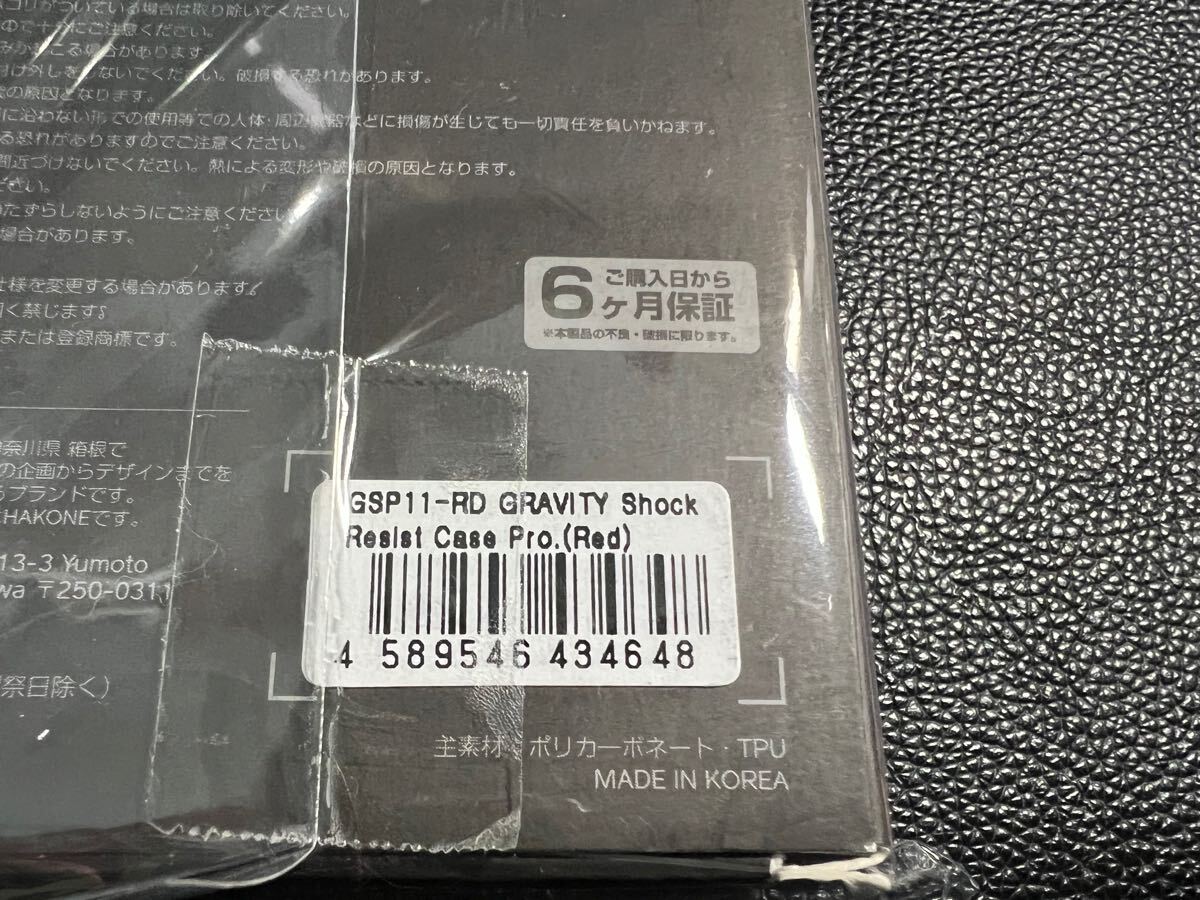 がついている場合は取り除いてください。
ので十分にご注意ください。
こる場合があります。
け外しをしないでください。破損する恐れがあります。
の原因となります。
に沿わない形での使用等での人体・周辺機器などに損傷が生じても一切責任を負いかねます。
る恐れがありますのでご注意ください。
間近づけないでください。熱による変形や破損の原因となります。
ださい。
たずらしないようにご注意ください
場合があります。
仕様を変更する場合があります。
く禁じます。
または登録商標です。
6 ご購入日から
ヶ月保証
※本製品の不良・破損に限ります。
奈川県 箱根で
の企画からデザインまでを
るブランドです。
HAKONEです。
13-3 Yumoto
wa 〒250-0311
祭日除く)
GSP11-RD GRAVITY Shock
Resist Case Pro.(Red)
4 589546 434648
主素材：ポリカーボネート・TPU
MADE IN KOREA